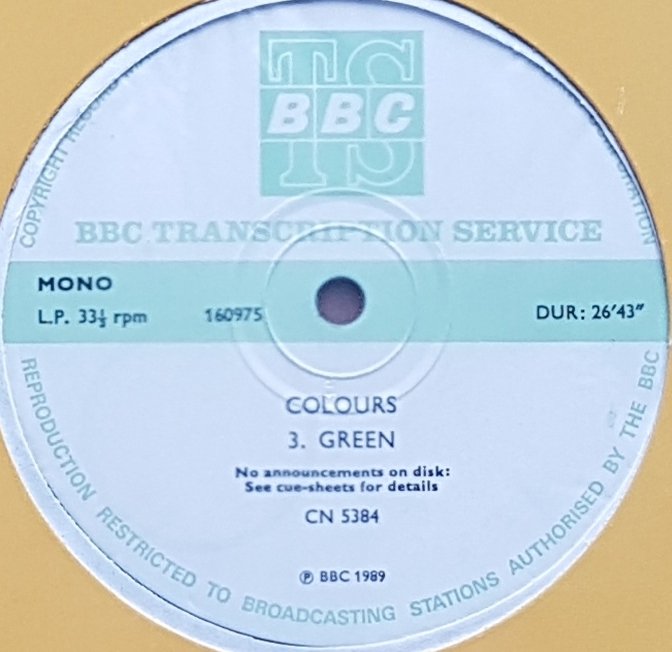 TS
BBC
COPYRIGHT RECORD
BBC TRANSCRIPTION SERVICE
MONO
L.P. 33⅓ rpm 160975 DUR: 26′43″
COLOURS
3. GREEN
No announcements on disk:
See cue-sheets for details
CN 5384
℗ BBC 1989
REPRODUCTION RESTRICTED TO BROADCASTING STATIONS AUTHORISED BY THE BBC